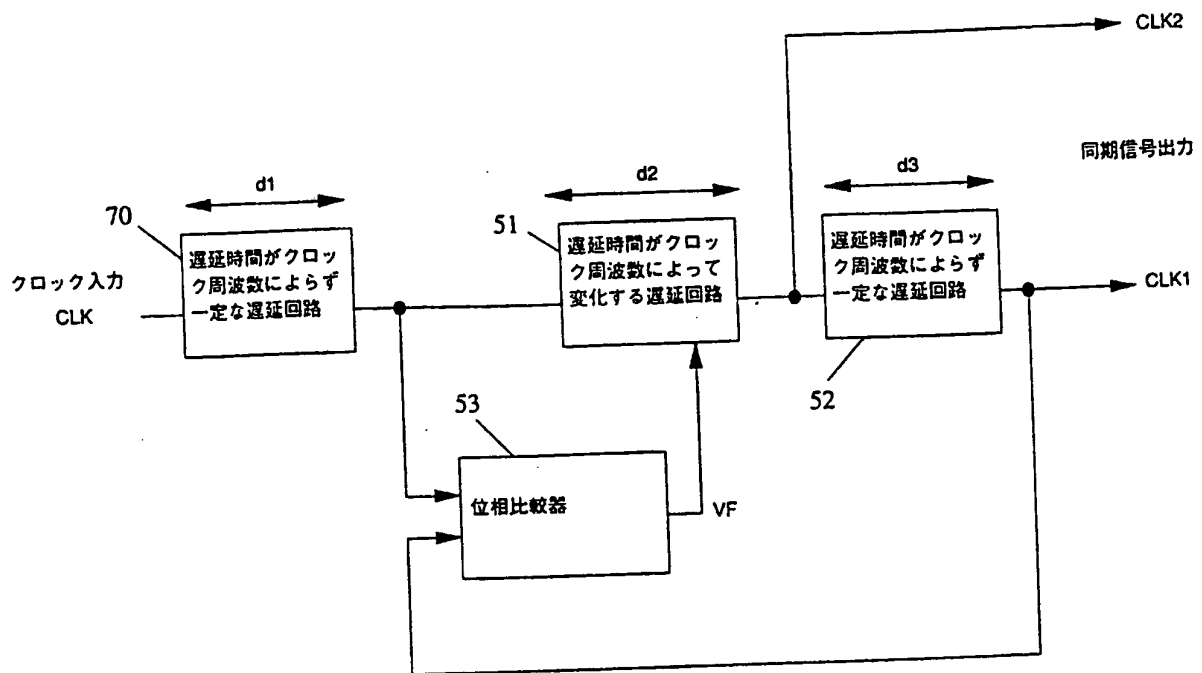 CLK2
同期信号出力
d1
d2
d3
70
51
遅延時間がクロッ
ク周波数によらず
一定な遅延回路
遅延時間がクロッ
ク周波数によって
変化する遅延回路
遅延時間がクロッ
ク周波数によらず
一定な遅延回路
クロック入力
CLK
CLK1
52
53
位相比較器
VF